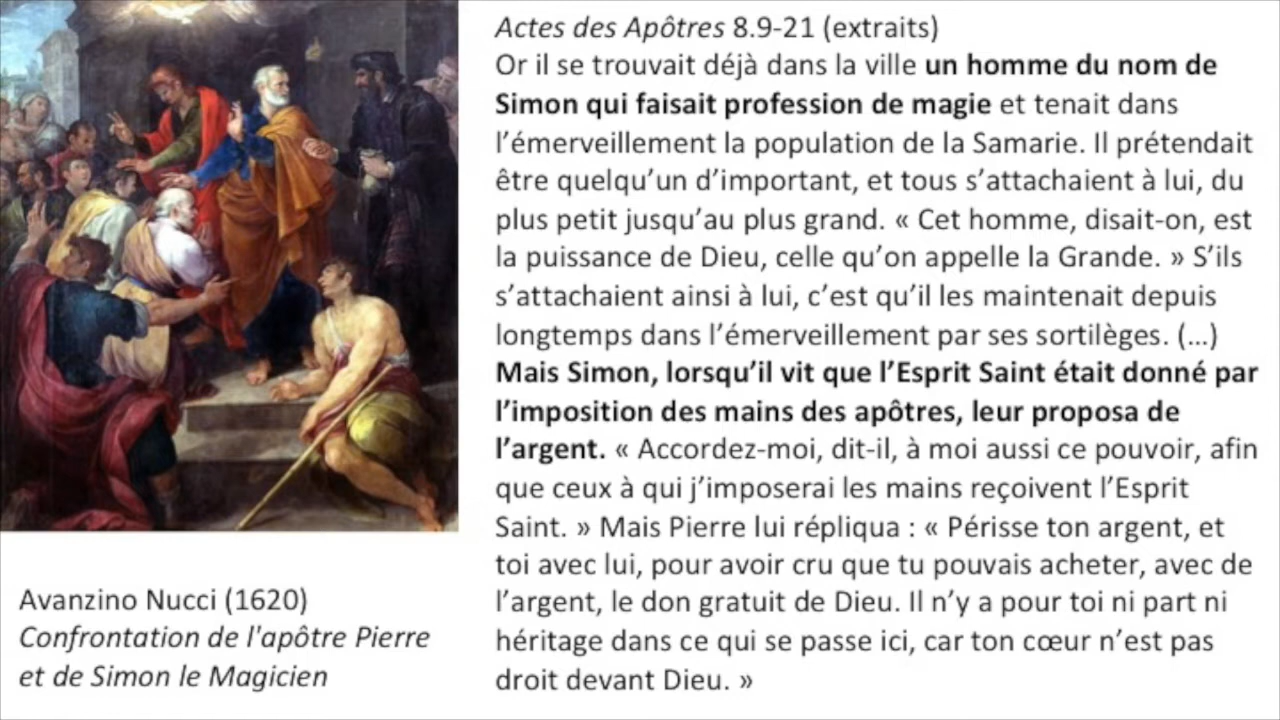 Actes des Apôtres 8.9-21 (extraits)
Or il se trouvait déjà dans la ville un homme du nom de
Simon qui faisait profession de magie et tenait dans
l’émerveillement la population de la Samarie. Il prétendait
être quelqu’un d’important, et tous s’attachaient à lui, du
plus petit jusqu’au plus grand. « Cet homme, disait-on, est
la puissance de Dieu, celle qu’on appelle la Grande. » S’ils
s’attachaient ainsi à lui, c’est qu’il les maintenait depuis
longtemps dans l’émerveillement par ses sortilèges. (…)
Mais Simon, lorsqu’il vit que l’Esprit Saint était donné par
l’imposition des mains des apôtres, leur proposa de
l’argent. « Accordez-moi, dit-il, à moi aussi ce pouvoir, afin
que ceux à qui j’imposerai les mains reçoivent l’Esprit
Saint. » Mais Pierre lui répliqua : « Périsse ton argent, et
toi avec lui, pour avoir cru que tu pouvais acheter, avec de
l’argent, le don gratuit de Dieu. Il n’y a pour toi ni part ni
héritage dans ce qui se passe ici, car ton cœur n’est pas
droit devant Dieu. »
Avanzino Nucci (1620)
Confrontation de l'apôtre Pierre
et de Simon le Magicien